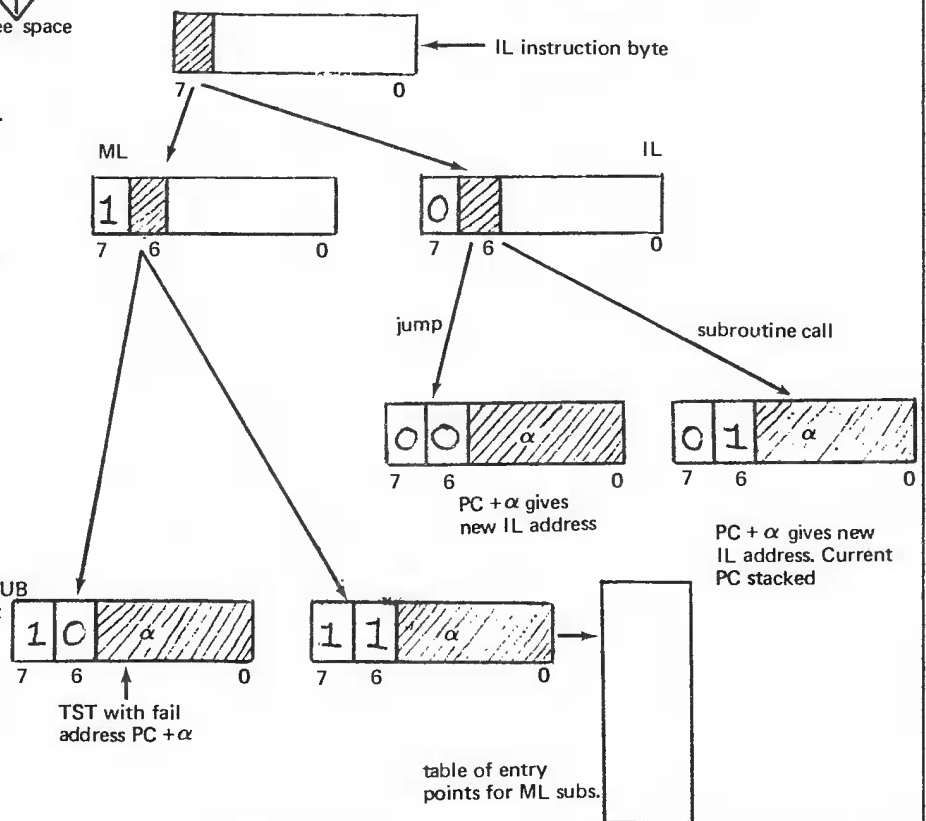 ee space
IL instruction byte
7 0
ML
IL
1
0
7 6 0
7 6 0
jump
subroutine call
0 0 α
0 1 α
7 6 0
7 6 0
PC + α gives
new IL address
PC + α gives new
IL address. Current
PC stacked
UB
1 0 α
1 1 α
7 6 0
7 6 0
TST with fail
address PC + α
table of entry
points for ML subs.